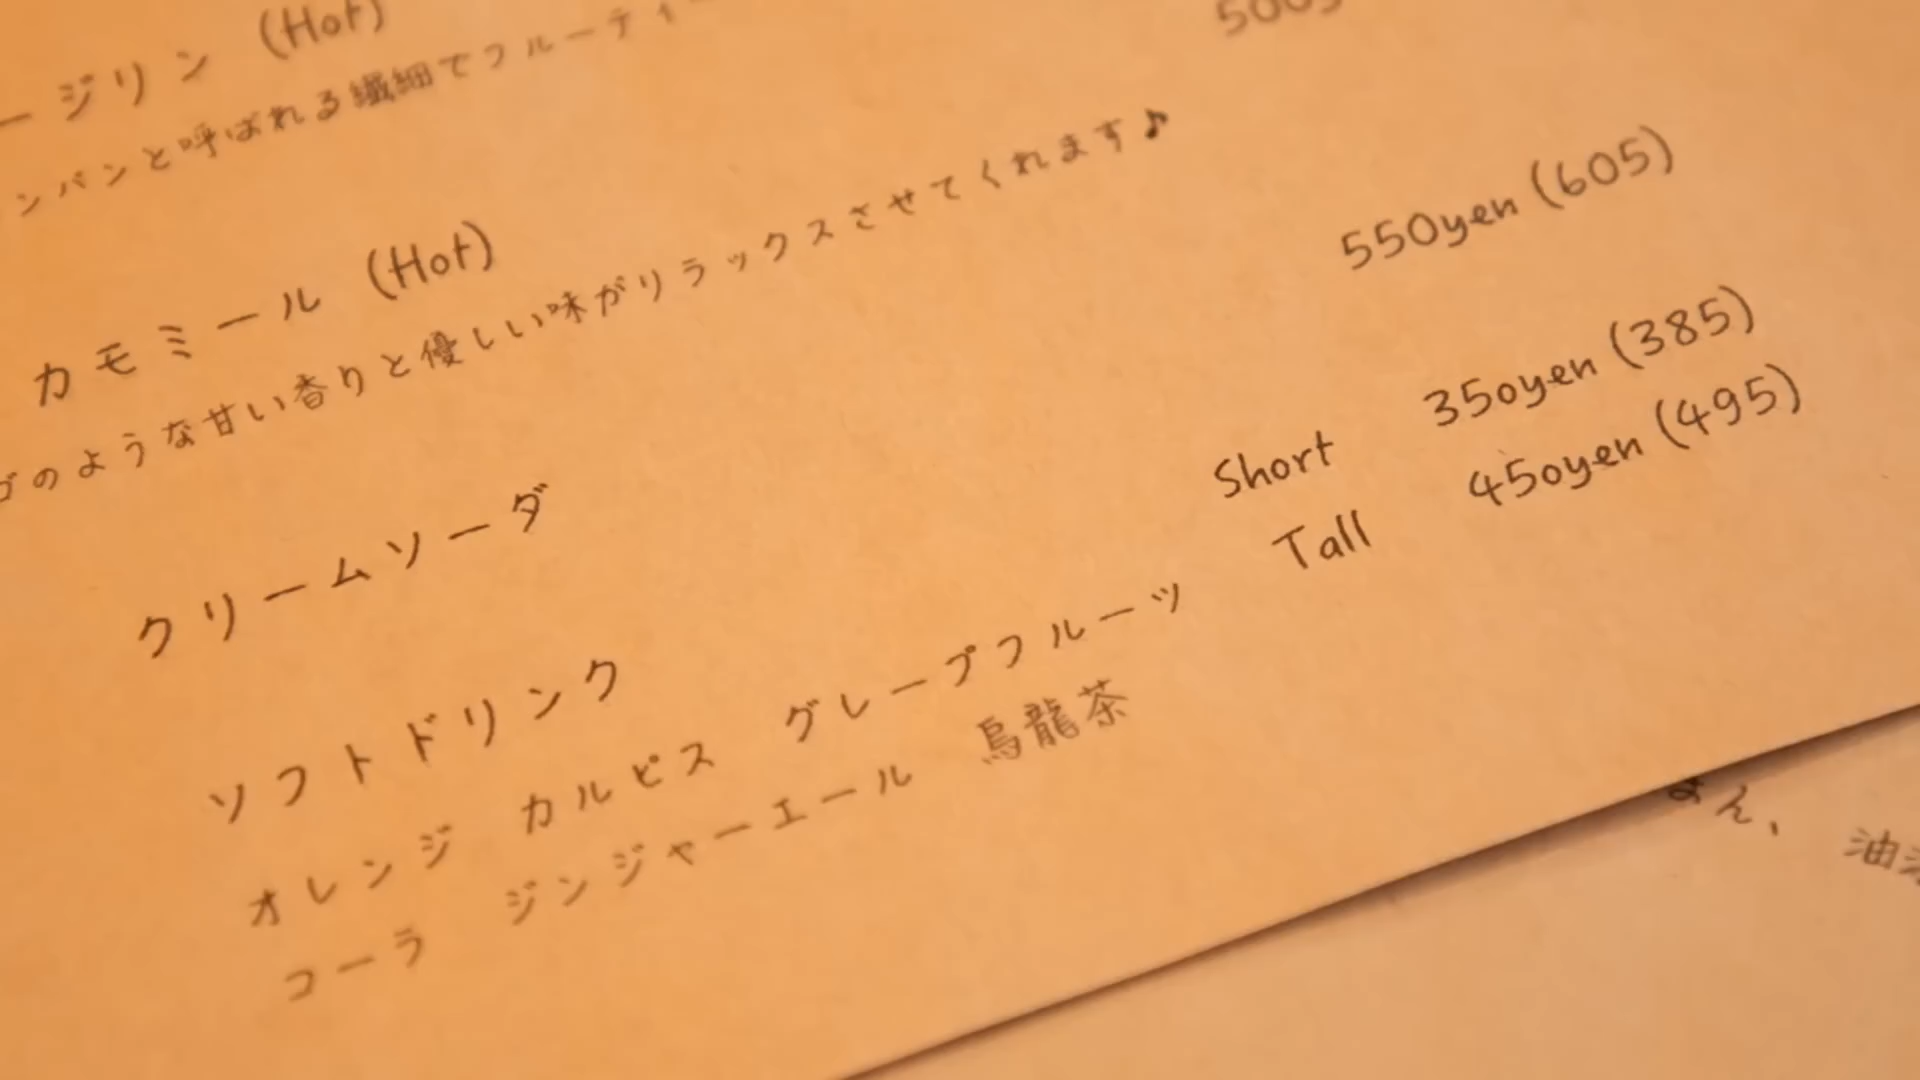 ージリン (Hot)
ンパンと呼ばれる繊細でフルーティー
カモミール (Hot)
ゴのような甘い香りと優しい味がリラックスさせてくれます♪
クリームソーダ 550yen (605)
ソフトドリンク Short 350yen (385)
Tall 450yen (495)
オレンジ カルピス グレープフルーツ
コーラ ジンジャーエール 烏龍茶